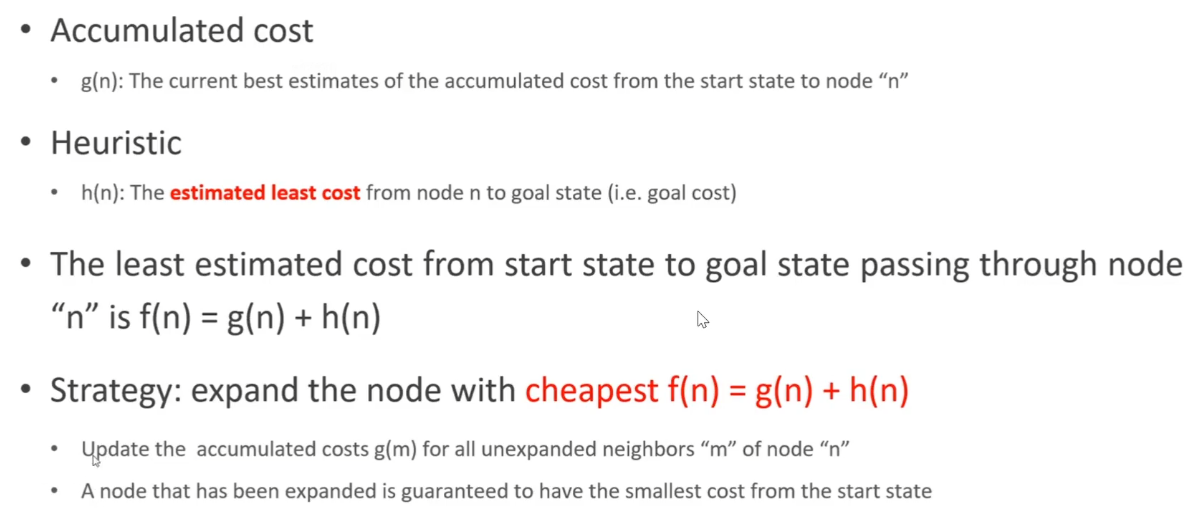 • Accumulated cost
• g(n): The current best estimates of the accumulated cost from the start state to node “n”
• Heuristic
• h(n): The estimated least cost from node n to goal state (i.e. goal cost)
• The least estimated cost from start state to goal state passing through node
“n” is f(n) = g(n) + h(n)
• Strategy: expand the node with cheapest f(n) = g(n) + h(n)
• Update the accumulated costs g(m) for all unexpanded neighbors “m” of node “n”
• A node that has been expanded is guaranteed to have the smallest cost from the start state